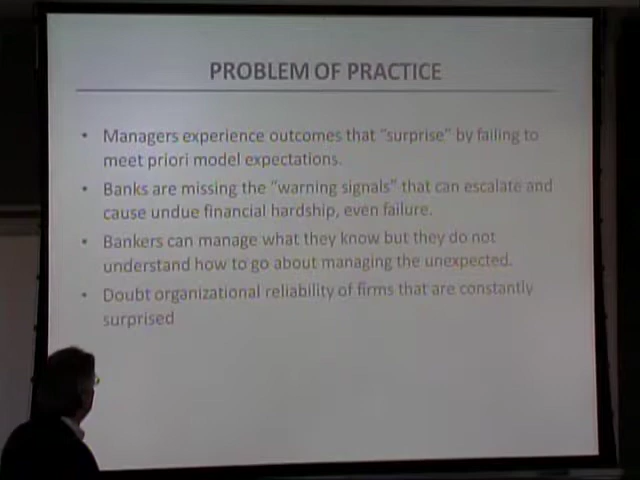 PROBLEM OF PRACTICE
• Managers experience outcomes that "surprise" by failing to
meet priori model expectations.
• Banks are missing the "warning signals" that can escalate and
cause undue financial hardship, even failure.
• Bankers can manage what they know but they do not
understand how to go about managing the unexpected.
• Doubt organizational reliability of firms that are constantly
surprised